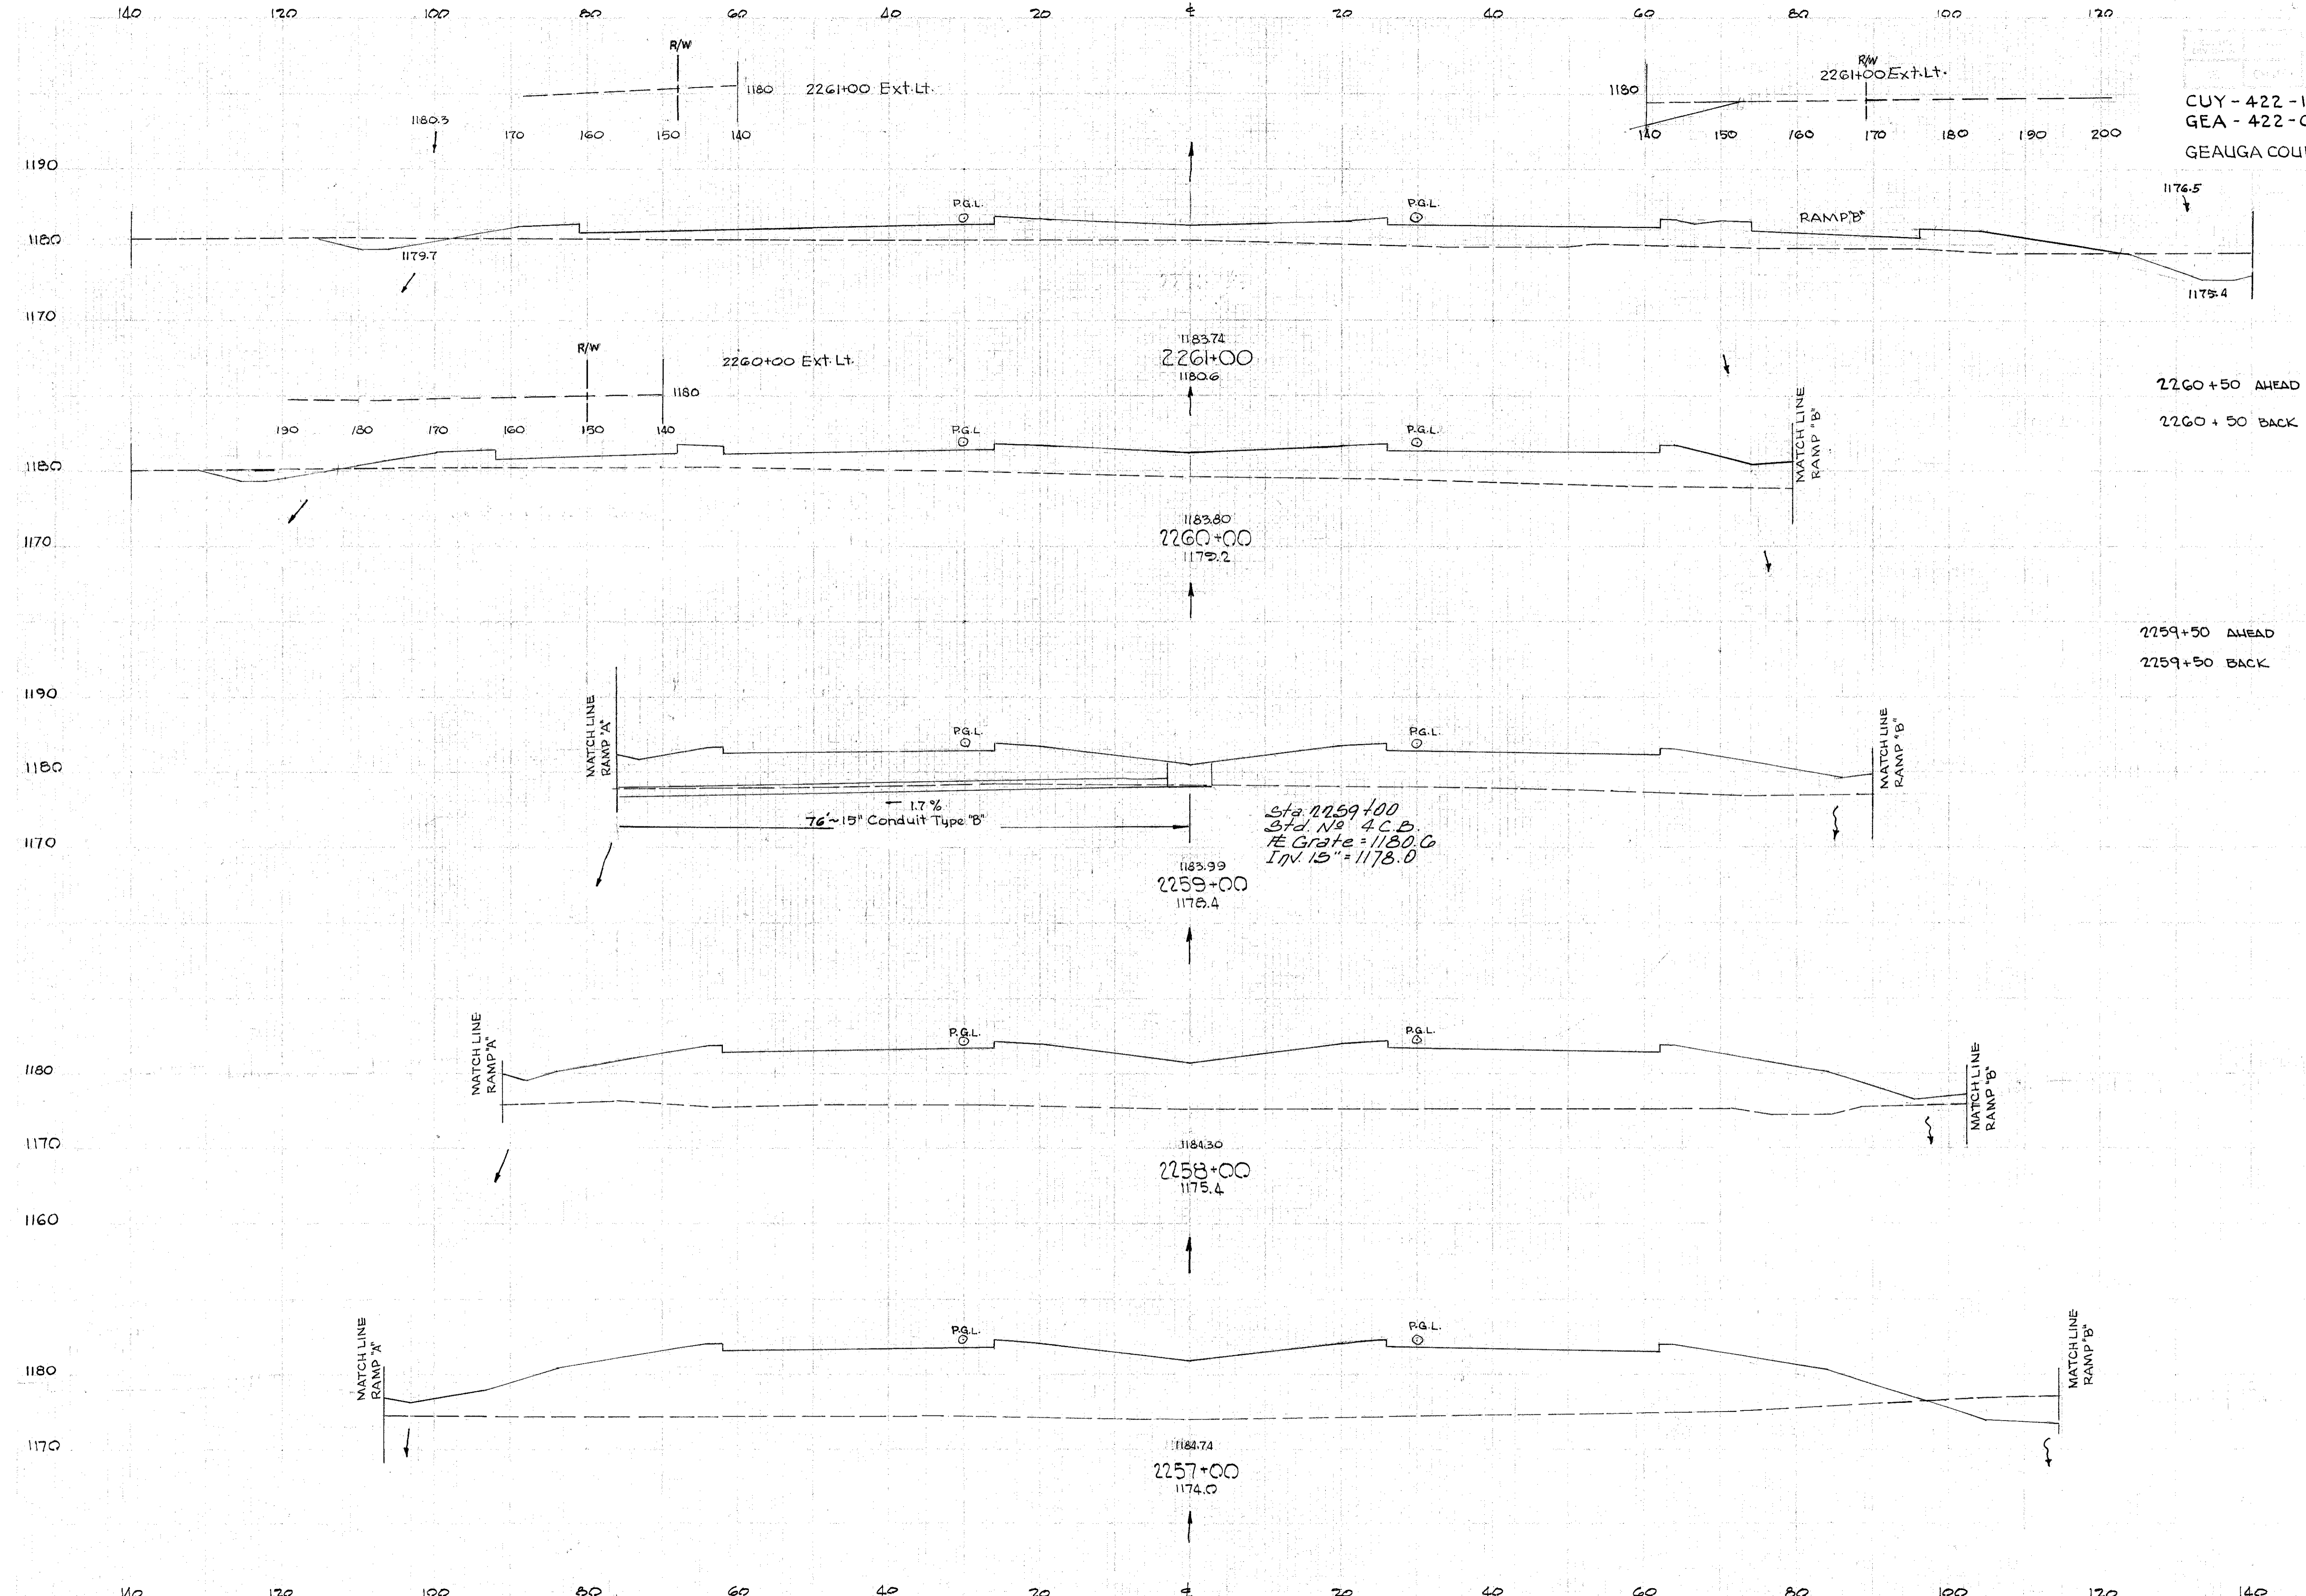 140 120 100 80 60 40 20 ℄ 20 40 60 80 100 120
R/W
1180 2261+00 Ext. Lt.
170 160 150 140
1180.3
R/W
2261+00 Ext. Lt.
1180
140 150 160 170 180 190 200
CUY - 422 - 1
GEA - 422 - 0
GEAUGA COU
1190
P.G.L.
P.G.L.
RAMP "B"
1176.5
1180
1179.7
1175.4
1170
1183.74
2261+00
1180.6
R/W
2260+00 Ext. Lt.
1180
190 180 170 160 150 140
2260+50 AHEAD
2260+50 BACK
P.G.L.
P.G.L.
MATCH LINE
RAMP "B"
1180
1170
1183.80
2260+00
1179.2
2259+50 AHEAD
2259+50 BACK
1190
MATCH LINE
RAMP "A"
P.G.L.
P.G.L.
MATCH LINE
RAMP "B"
1180
1.7%
76'~15" Conduit Type "B"
Sta. 2259+00
Std. Nº 4 C.B.
Grate = 1180.6
Inv. 15" = 1178.0
1170
1183.99
2259+00
1178.4
MATCH LINE
RAMP "A"
P.G.L.
P.G.L.
MATCH LINE
RAMP "B"
1180
1170
1184.30
2258+00
1175.4
1160
MATCH LINE
RAMP "A"
P.G.L.
P.G.L.
MATCH LINE
RAMP "B"
1180
1170
1184.74
2257+00
1174.0
140 120 100 80 60 40 20 ℄ 20 40 60 80 100 120 140